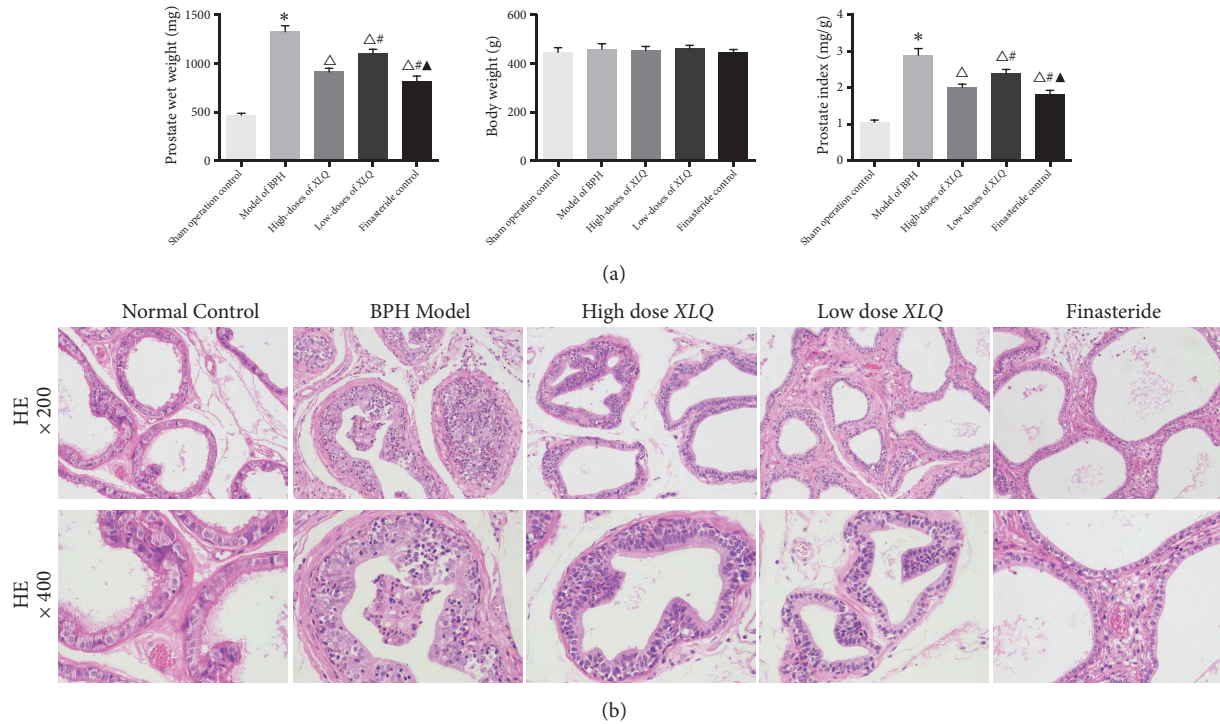 Prostate wet weight (mg)
1500
1000
500
0
*
△
△#
△#▲
Sham operation control
Model of BPH
High-doses of XLQ
Low-doses of XLQ
Finasteride control
Body weight (g)
600
400
200
0
Sham operation control
Model of BPH
High-doses of XLQ
Low-doses of XLQ
Finasteride control
Prostate index (mg/g)
4
3
2
1
0
*
△
△#
△#▲
Sham operation control
Model of BPH
High-doses of XLQ
Low-doses of XLQ
Finasteride control
(a)
Normal Control
BPH Model
High dose XLQ
Low dose XLQ
Finasteride
HE
×200
HE
×400
(b)